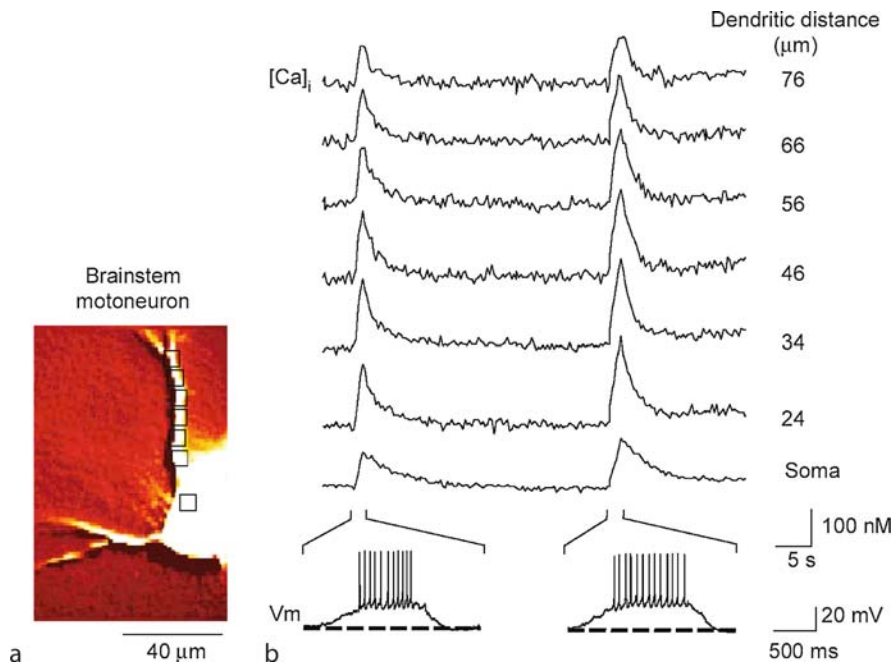 Dendritic distance
(μm)
[Ca]i
76
66
56
46
34
24
Soma
100 nM
5 s
Brainstem
motoneuron
Vm
20 mV
500 ms
a
40 μm
b